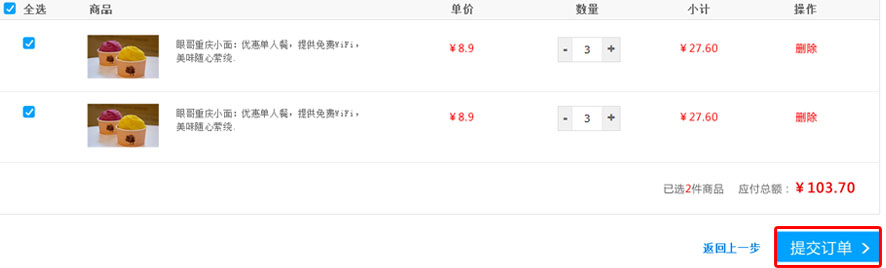 全选 商品 单价 数量 小计 操作
眼哥重庆小面：优惠单人餐，提供免费WiFi，
美味随心萦绕.
￥8.9 - 3 + ￥27.60 删除
眼哥重庆小面：优惠单人餐，提供免费WiFi，
美味随心萦绕.
￥8.9 - 3 + ￥27.60 删除
已选2件商品 应付总额：￥103.70
返回上一步 提交订单 >